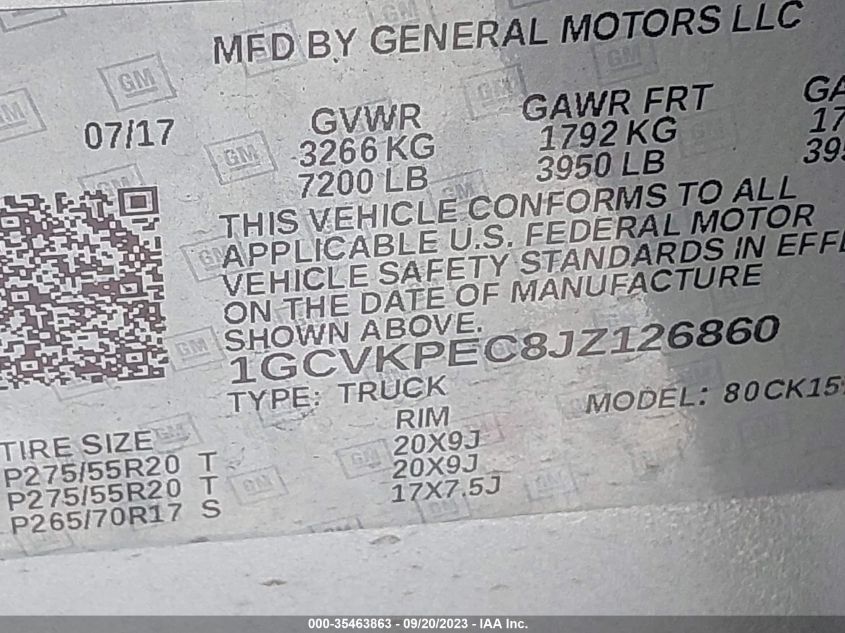 MFD BY GENERAL MOTORS LLC
07/17 GVWR GAWR FRT
3266 KG 1792 KG
7200 LB 3950 LB
THIS VEHICLE CONFORMS TO ALL
APPLICABLE U.S. FEDERAL MOTOR
VEHICLE SAFETY STANDARDS IN
ON THE DATE OF MANUFACTURE
SHOWN ABOVE.
1GCVKPEC8JZ126860
TYPE: TRUCK MODEL: 80CK15
TIRE SIZE RIM
P275/55R20 T 20X9J
P275/55R20 T 20X9J
P265/70R17 S 17X7.5J
GM
000-35463863 - 09/20/2023 - IAA Inc.